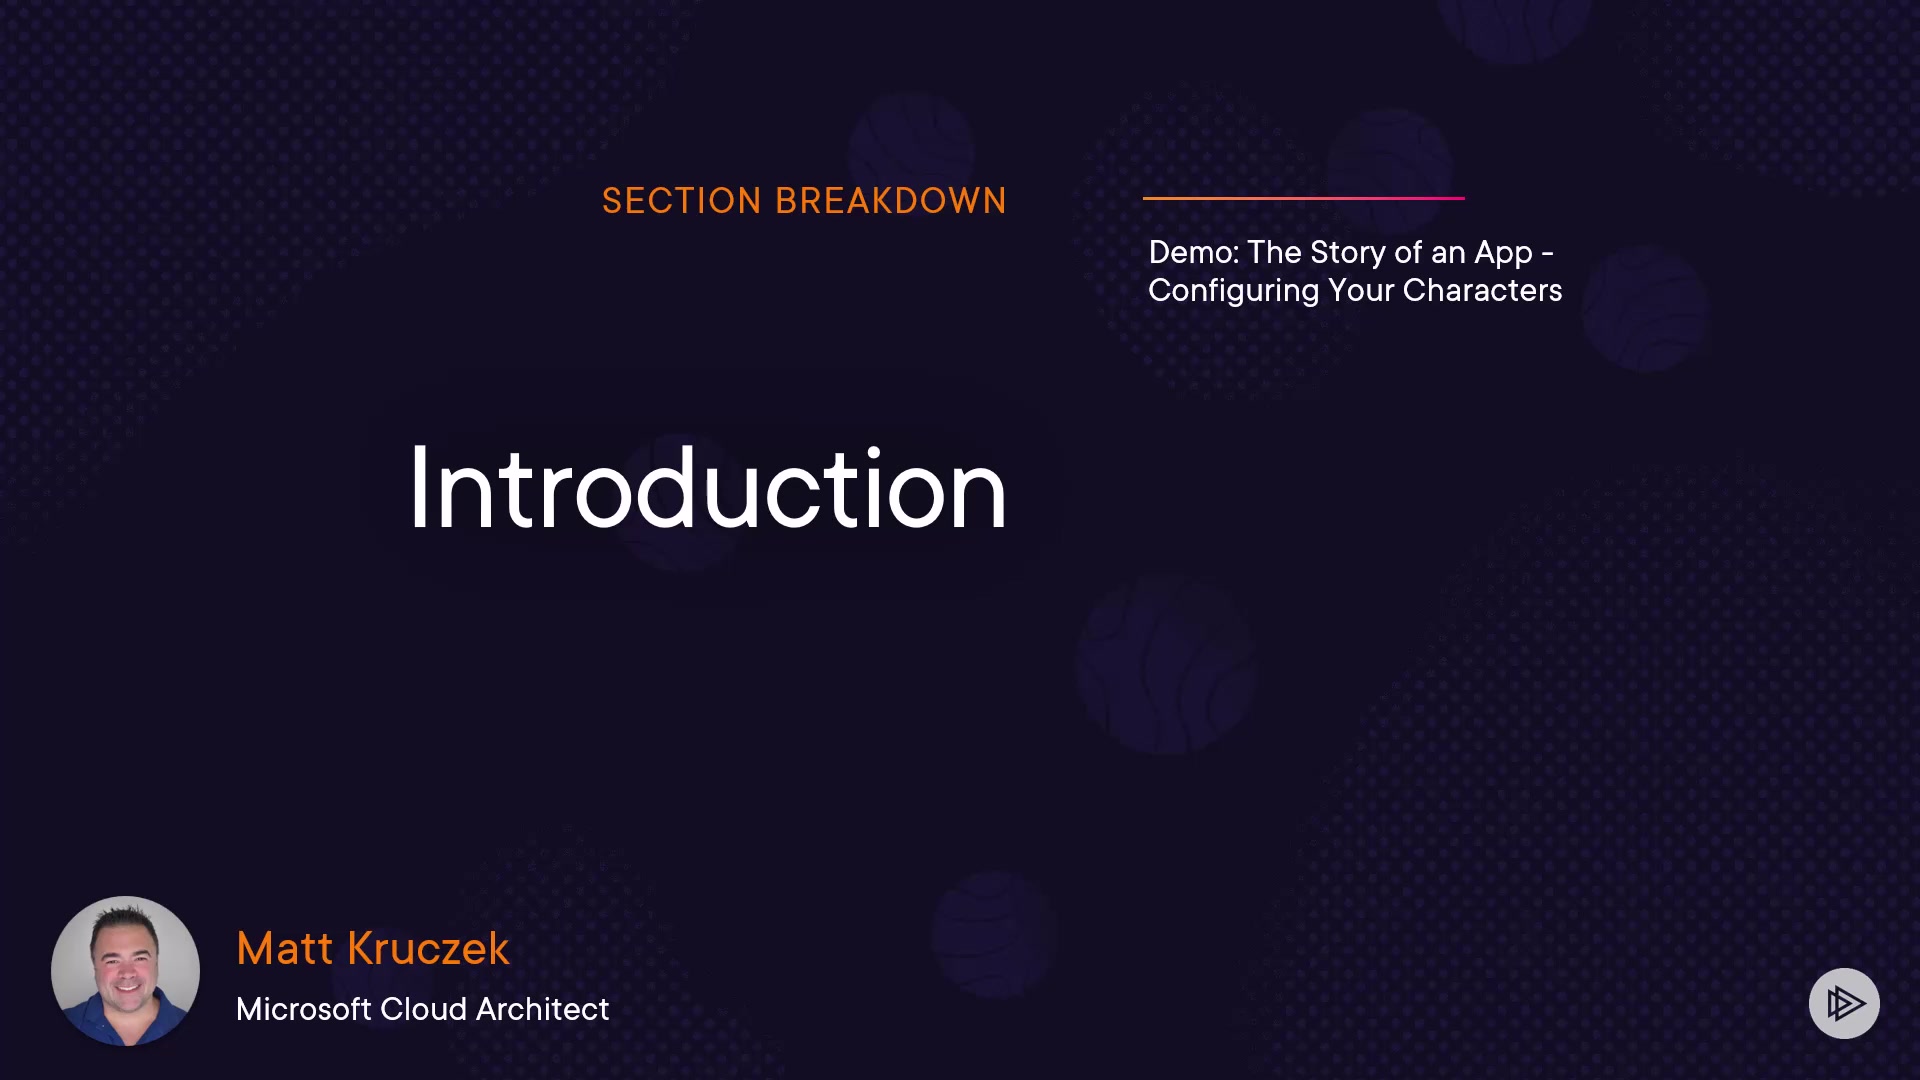 SECTION BREAKDOWN
Demo: The Story of an App -
Configuring Your Characters
Introduction
Matt Kruczek
Microsoft Cloud Architect